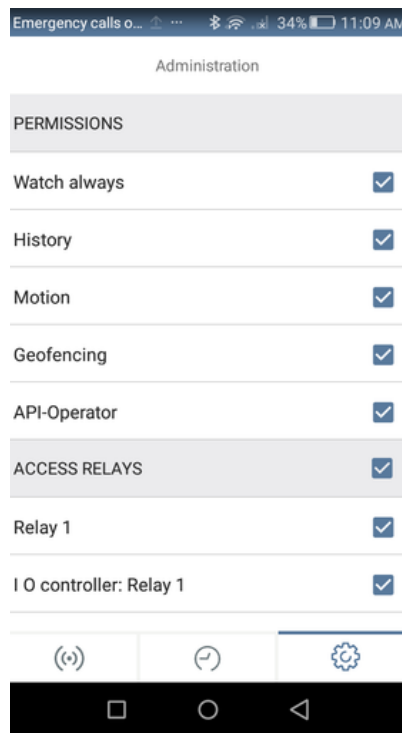 Emergency calls o... ... 34% 11:09 AM
Administration
PERMISSIONS
Watch always
History
Motion
Geofencing
API-Operator
ACCESS RELAYS
Relay 1
I O controller: Relay 1